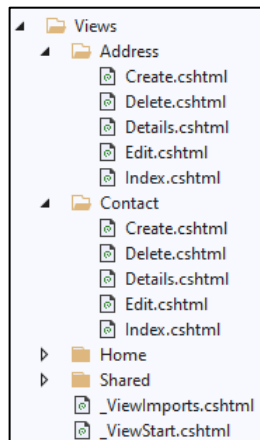 Views
Address
Create.cshtml
Delete.cshtml
Details.cshtml
Edit.cshtml
Index.cshtml
Contact
Create.cshtml
Delete.cshtml
Details.cshtml
Edit.cshtml
Index.cshtml
Home
Shared
_ViewImports.cshtml
_ViewStart.cshtml